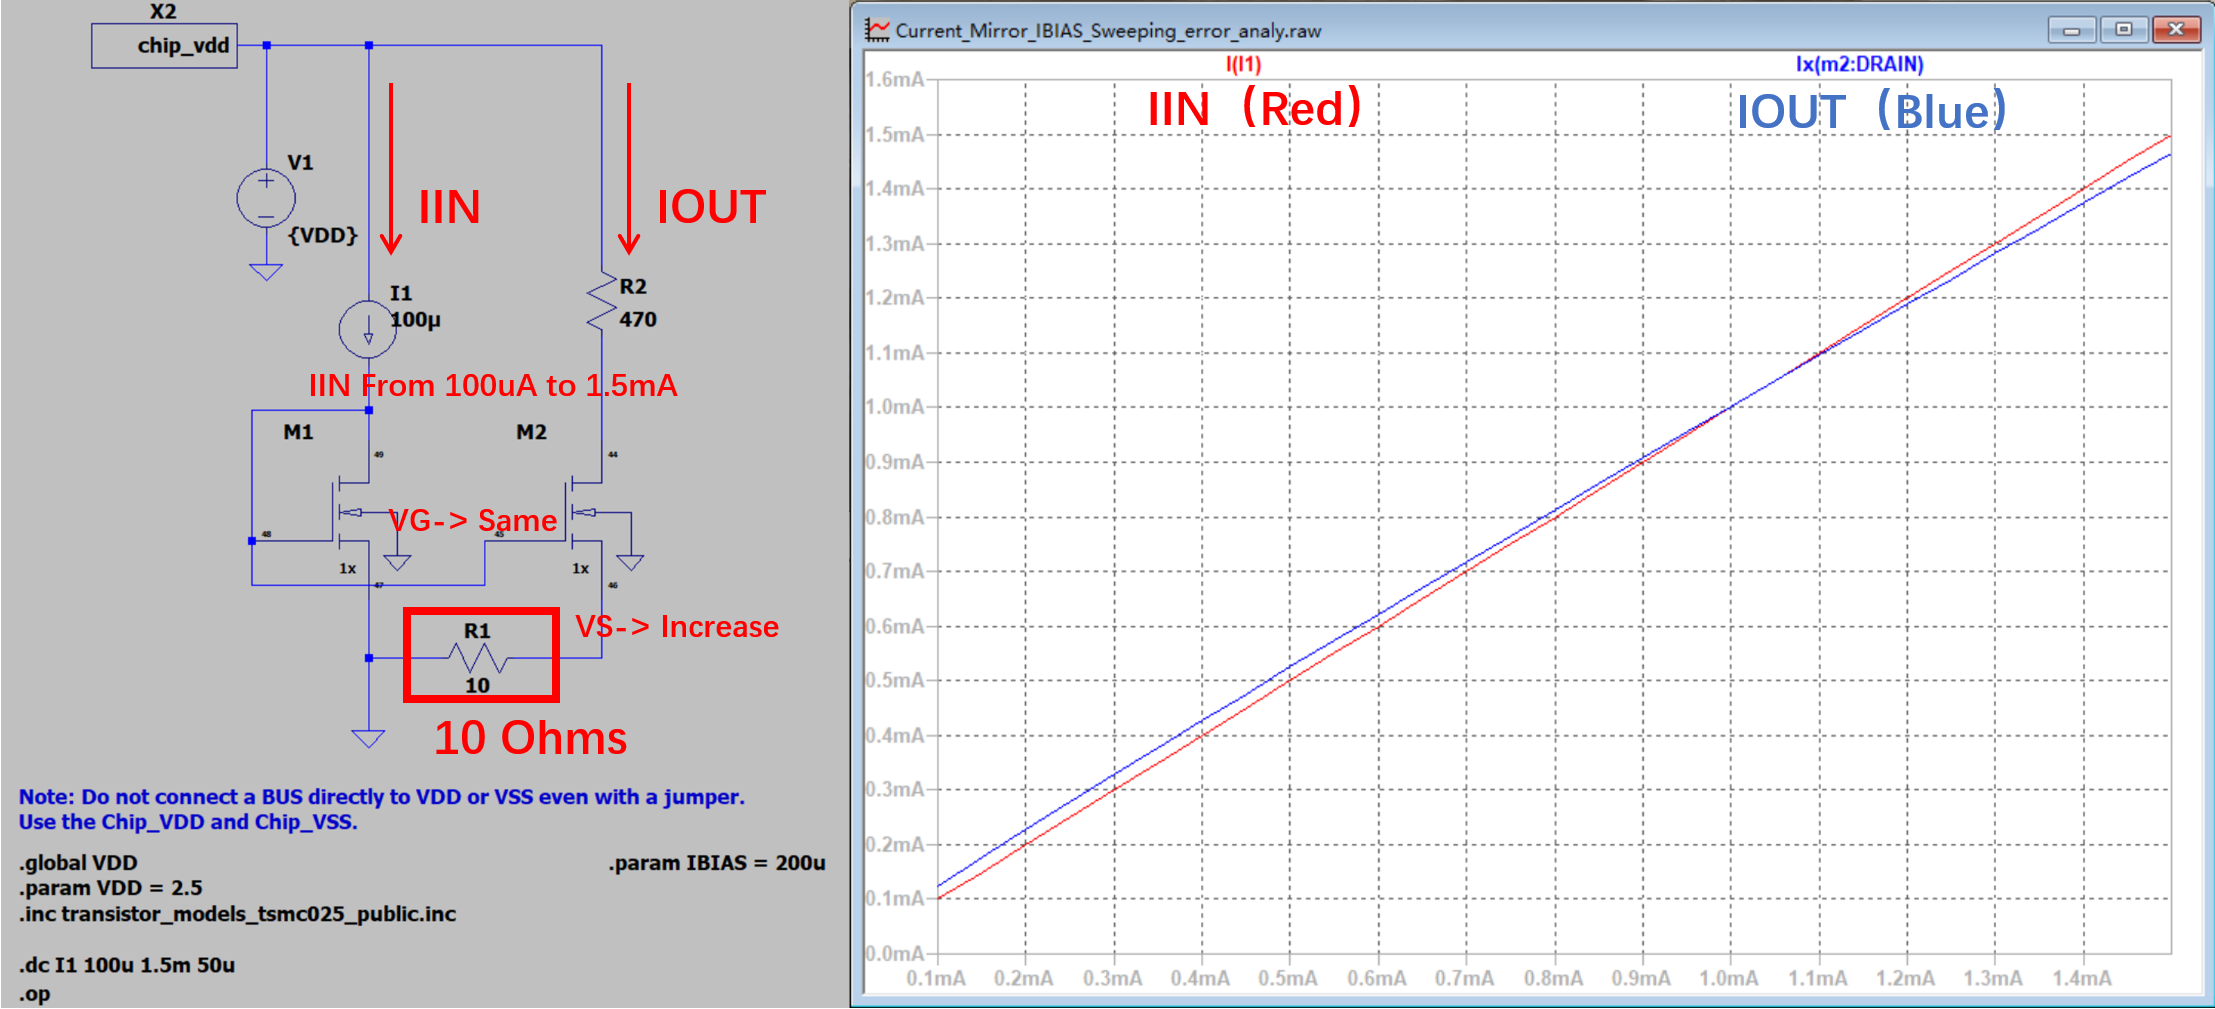 X2
chip_vdd
V1
{VDD}
IIN
IOUT
I1
100µ
R2
470
IIN From 100uA to 1.5mA
M1
M2
49
44
VG-> Same
48
45
1x
1x
47
46
R1
10
VS-> Increase
10 Ohms
Note: Do not connect a BUS directly to VDD or VSS even with a jumper.
Use the Chip_VDD and Chip_VSS.
.global VDD
.param IBIAS = 200u
.param VDD = 2.5
.inc transistor_models_tsmc025_public.inc
.dc I1 100u 1.5m 50u
.op
Current_Mirror_IBIAS_Sweeping_error_analy.raw
I(I1)
Ix(m2:DRAIN)
IIN（Red）
IOUT（Blue）
1.6mA
1.5mA
1.4mA
1.3mA
1.2mA
1.1mA
1.0mA
0.9mA
0.8mA
0.7mA
0.6mA
0.5mA
0.4mA
0.3mA
0.2mA
0.1mA
0.0mA
0.1mA 0.2mA 0.3mA 0.4mA 0.5mA 0.6mA 0.7mA 0.8mA 0.9mA 1.0mA 1.1mA 1.2mA 1.3mA 1.4mA